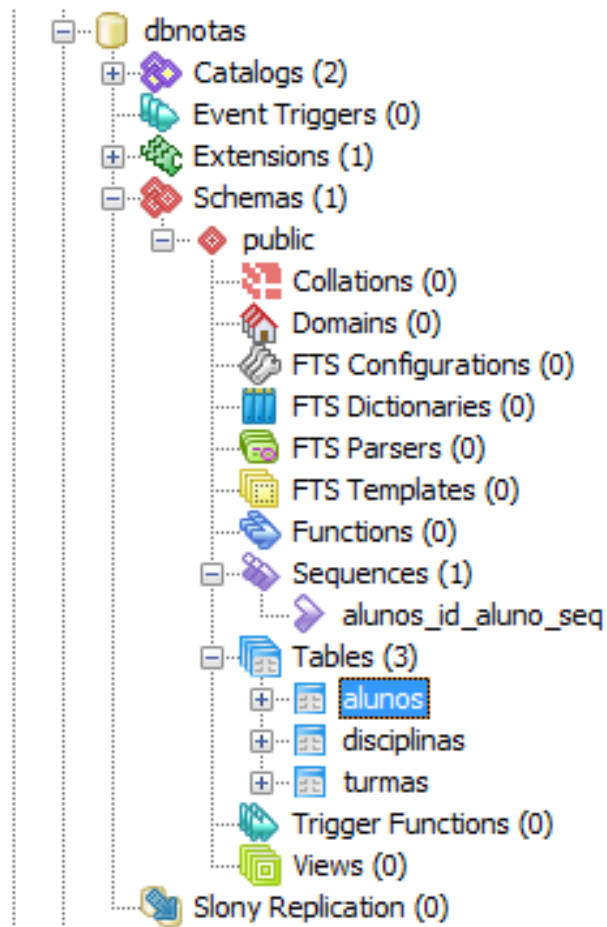 dbnotas
Catalogs (2)
Event Triggers (0)
Extensions (1)
Schemas (1)
public
Collations (0)
Domains (0)
FTS Configurations (0)
FTS Dictionaries (0)
FTS Parsers (0)
FTS Templates (0)
Functions (0)
Sequences (1)
alunos_id_aluno_seq
Tables (3)
alunos
disciplinas
turmas
Trigger Functions (0)
Views (0)
Slony Replication (0)